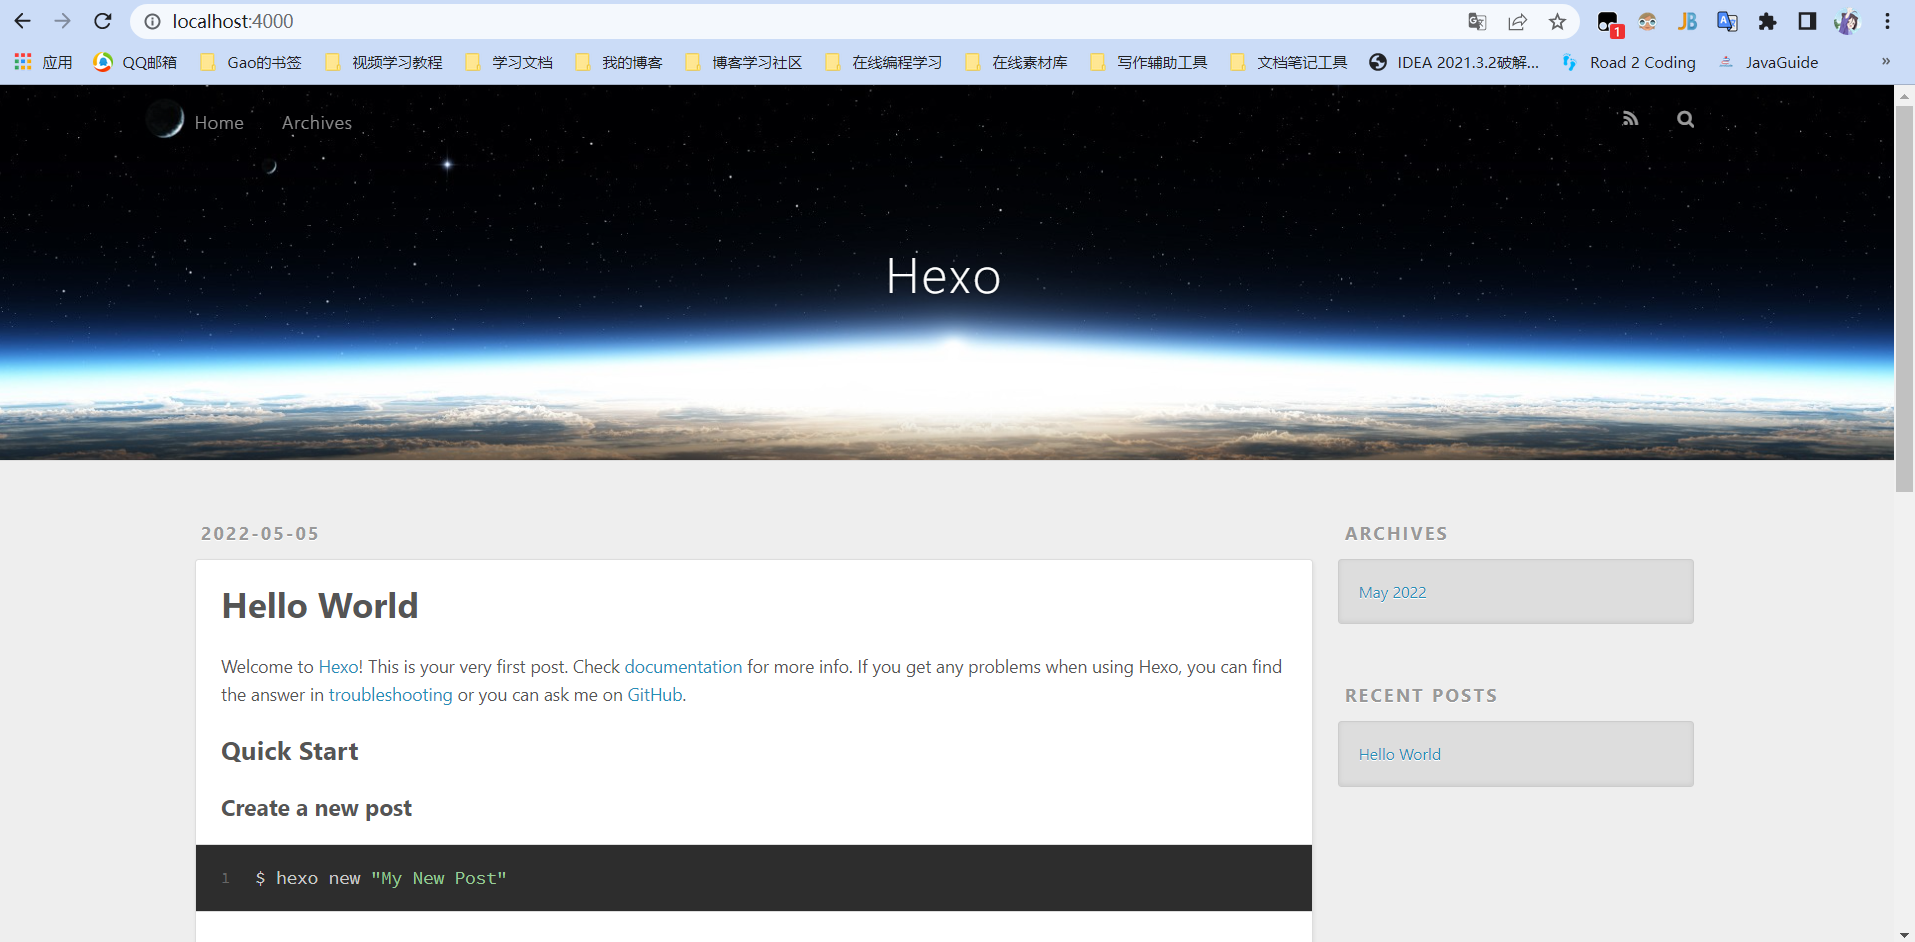 localhost:4000
1
应用 QQ邮箱 Gao的书签 视频学习教程 学习文档 我的博客 博客学习社区 在线编程学习 在线素材库 写作辅助工具 文档笔记工具 IDEA 2021.3.2破解... Road 2 Coding JavaGuide »
Home Archives
Hexo
2022-05-05
Hello World
Welcome to Hexo! This is your very first post. Check documentation for more info. If you get any problems when using Hexo, you can find
the answer in troubleshooting or you can ask me on GitHub.
Quick Start
Create a new post
1 $ hexo new "My New Post"
ARCHIVES
May 2022
RECENT POSTS
Hello World